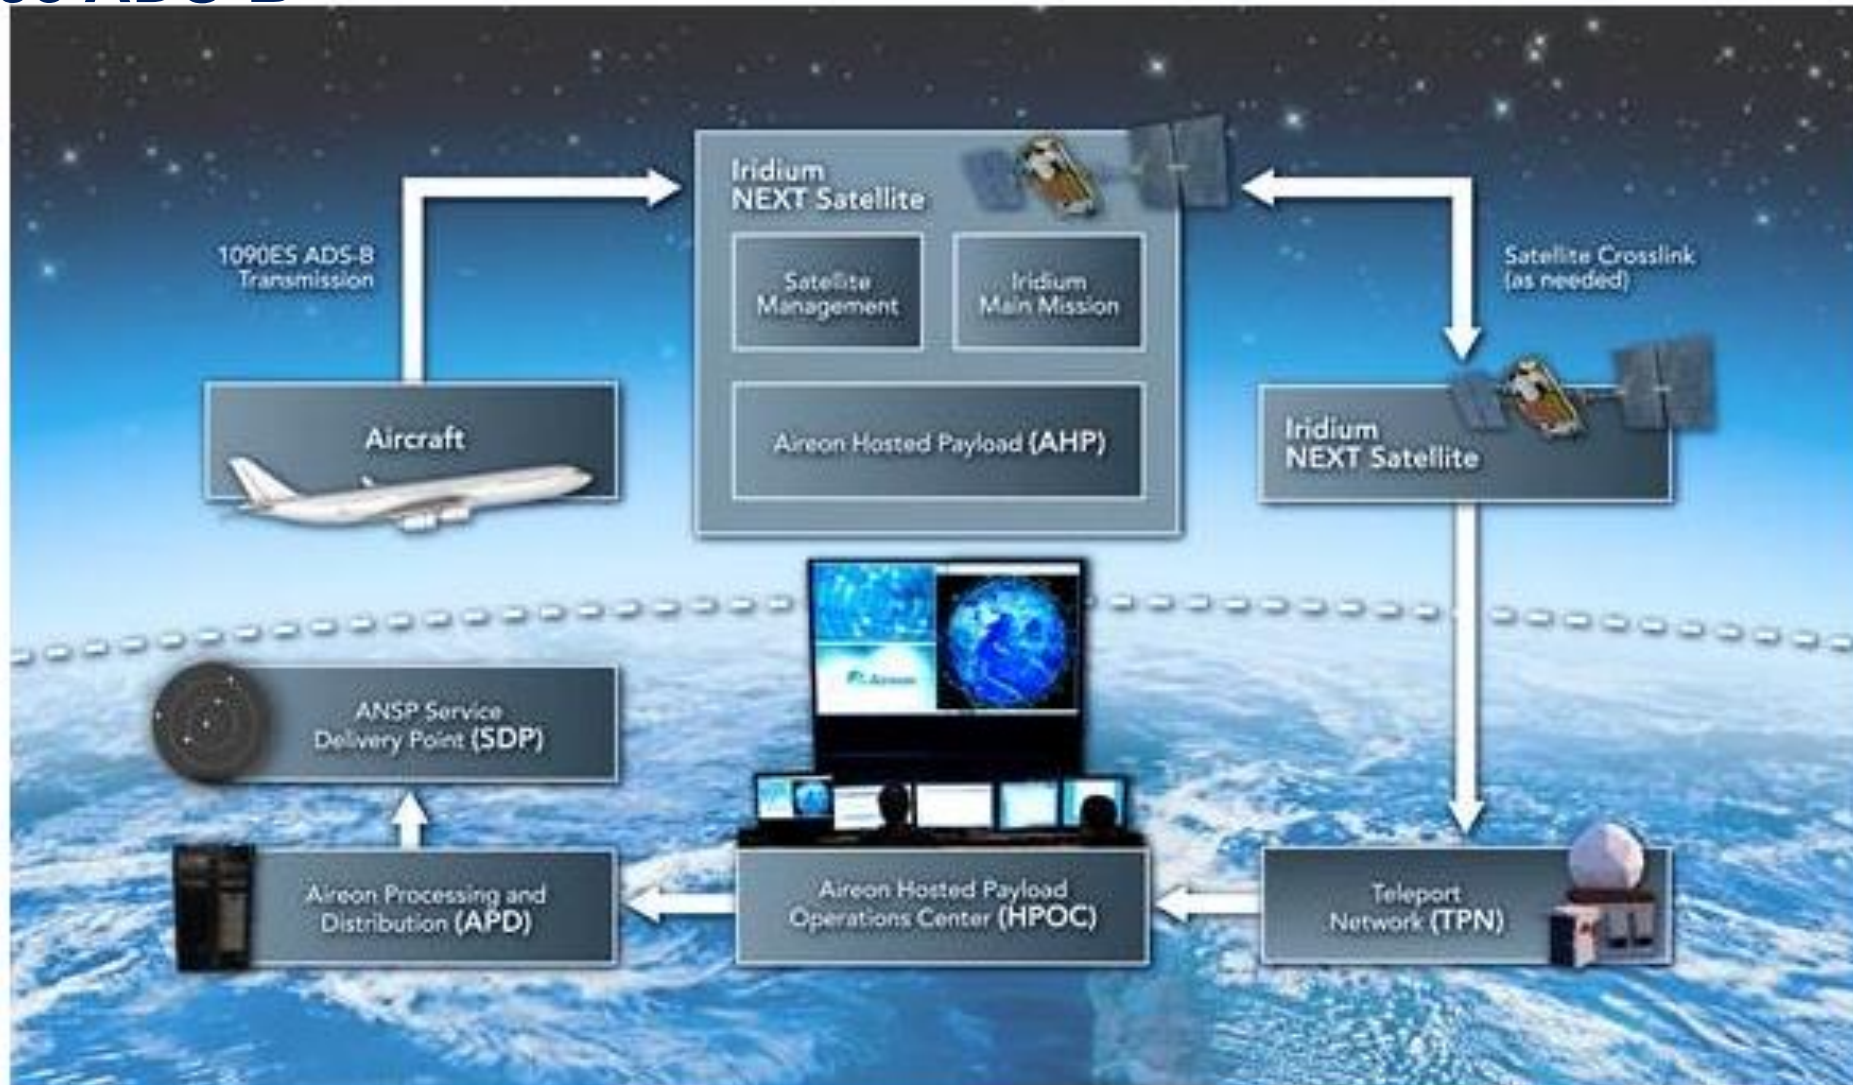 Iridium
NEXT Satellite
1090ES ADS-B
Transmission
Satellite
Management
Iridium
Main Mission
Satellite Crosslink
(as needed)
Aircraft
Aireon Hosted Payload (AHP)
Iridium
NEXT Satellite
Aireon
ANSP Service
Delivery Point (SDP)
Aireon Processing and
Distribution (APD)
Aireon Hosted Payload
Operations Center (HPOC)
Teleport
Network (TPN)